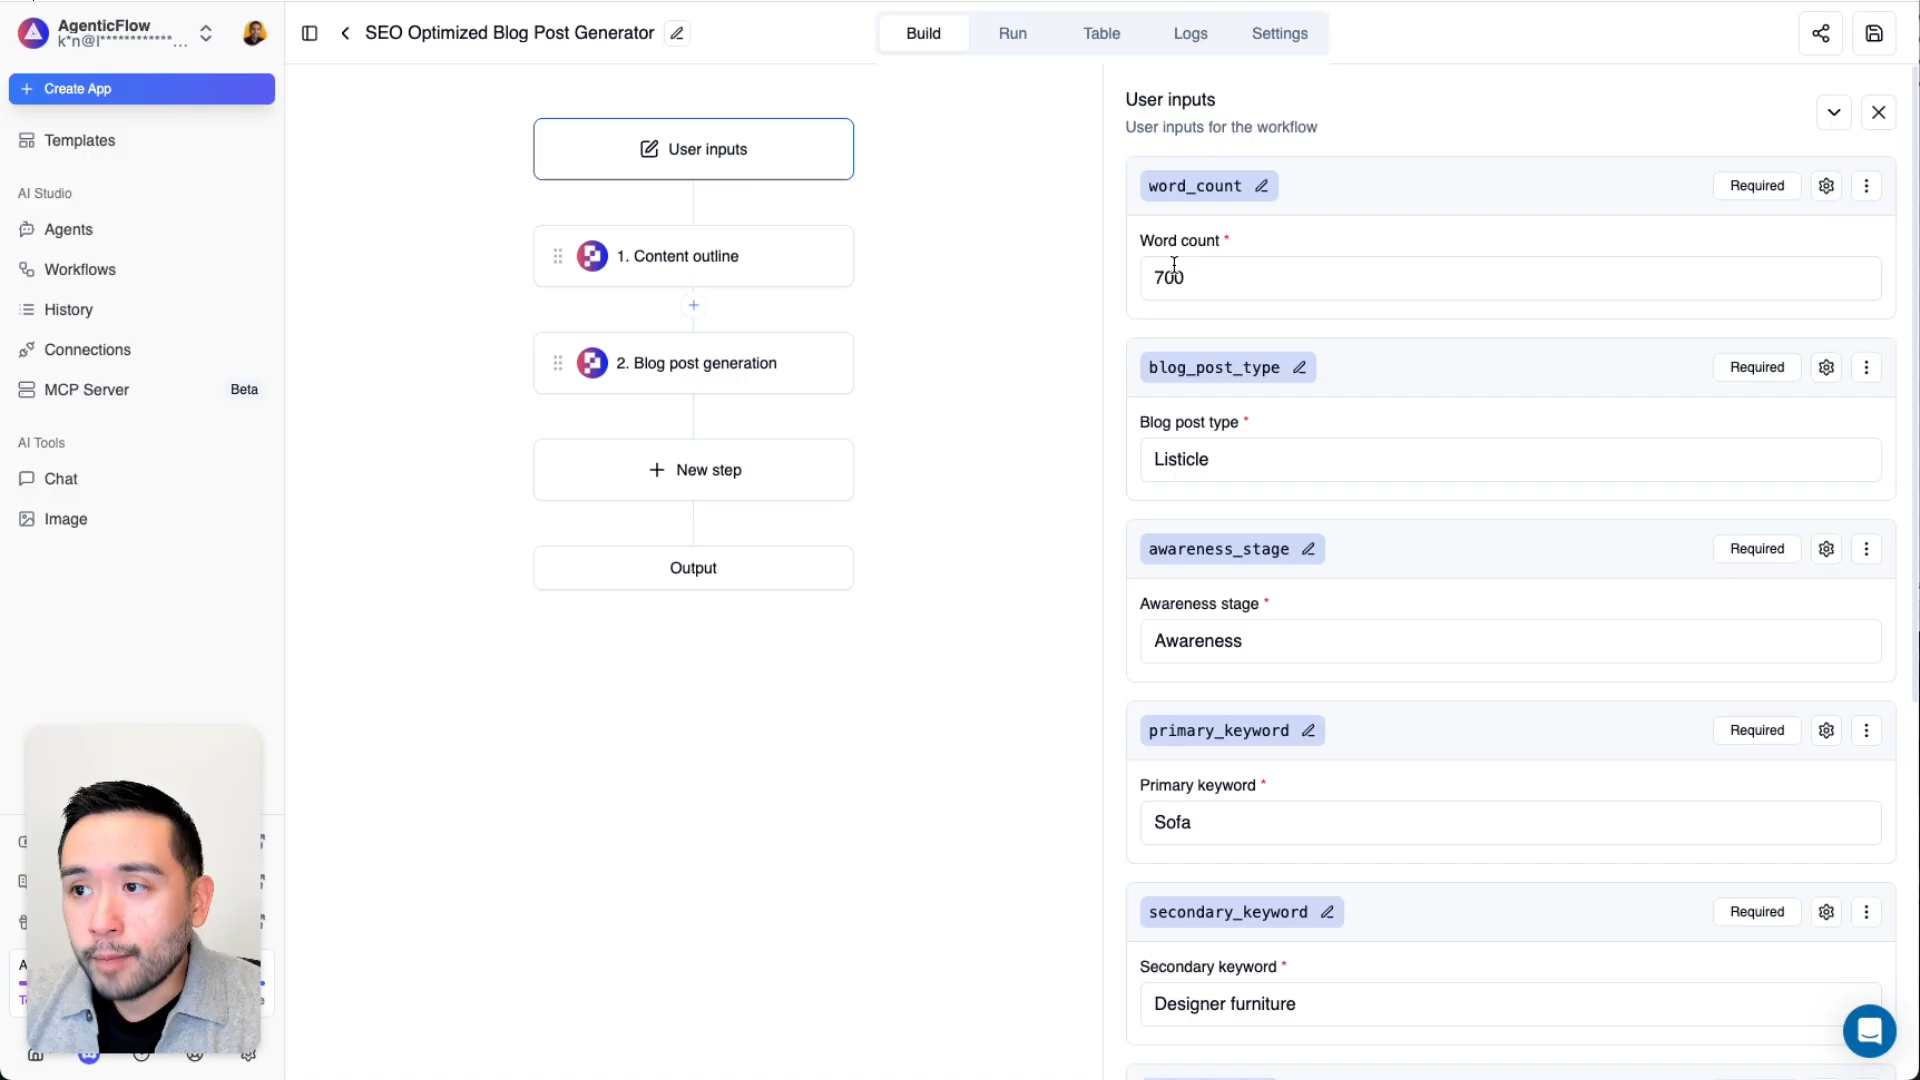 AgenticFlow
k*n@l************...
Create App
Templates
AI Studio
Agents
Workflows
History
Connections
MCP Server
Beta
AI Tools
Chat
Image
SEO Optimized Blog Post Generator
Build
Run
Table
Logs
Settings
User inputs
1. Content outline
2. Blog post generation
New step
Output
User inputs
User inputs for the workflow
word_count
Required
Word count *
700
blog_post_type
Required
Blog post type *
Listicle
awareness_stage
Required
Awareness stage *
Awareness
primary_keyword
Required
Primary keyword *
Sofa
secondary_keyword
Required
Secondary keyword *
Designer furniture